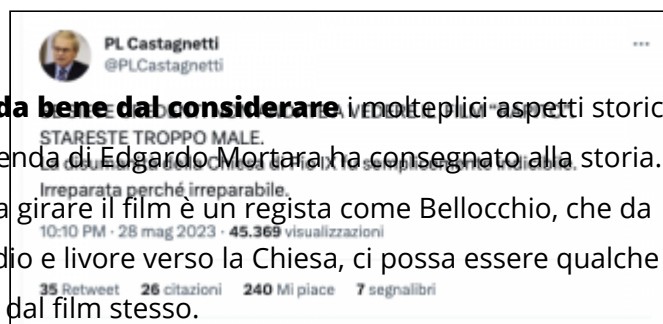 PL Castagnetti
@PLCastagnetti
da bene dal considerare i molteplici aspetti storic
STARESTE TROPPO MALE.
enda di Edgardo Mortara ha consegnato alla storia.
Irreparata perché irreparabile.
a girare il film è un regista come Bellocchio, che da
10:10 PM · 28 mag 2023 · 45.369 visualizzazioni
dio e livore verso la Chiesa, ci possa essere qualche
35 Retweet 26 citazioni 240 Mi piace 7 segnalibri
dal film stesso.